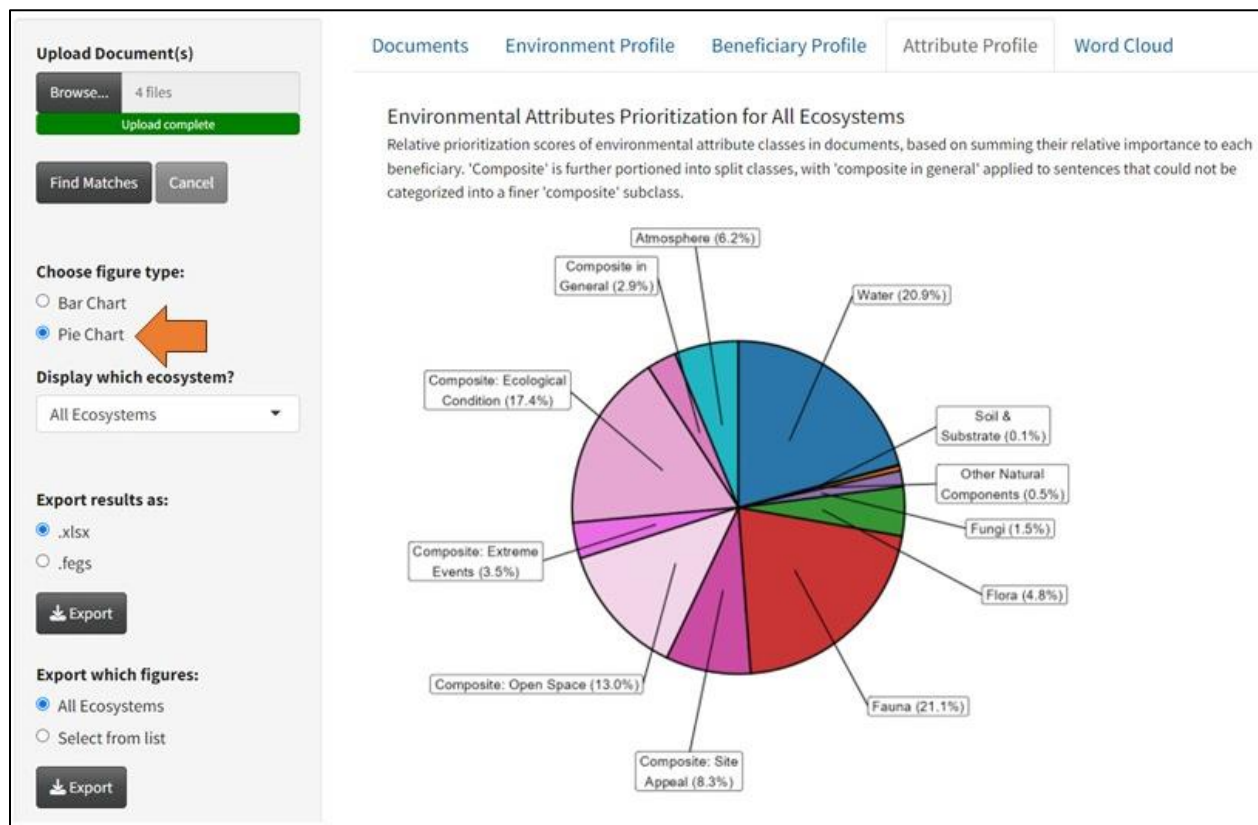 Upload Document(s)
Browse...
4 files
Upload complete
Find Matches
Cancel
Choose figure type:
Bar Chart
Pie Chart
Display which ecosystem?
All Ecosystems
Export results as:
.xlsx
.fegs
Export
Export which figures:
All Ecosystems
Select from list
Export
Documents
Environment Profile
Beneficiary Profile
Attribute Profile
Word Cloud
Environmental Attributes Prioritization for All Ecosystems
Relative prioritization scores of environmental attribute classes in documents, based on summing their relative importance to each
beneficiary. 'Composite' is further portioned into split classes, with 'composite in general' applied to sentences that could not be
categorized into a finer 'composite' subclass.
Atmosphere (6.2%)
Composite in
General (2.9%)
Water (20.9%)
Composite: Ecological
Condition (17.4%)
Soil &
Substrate (0.1%)
Other Natural
Components (0.5%)
Fungi (1.5%)
Composite: Extreme
Events (3.5%)
Flora (4.8%)
Composite: Open Space (13.0%)
Fauna (21.1%)
Composite: Site
Appeal (8.3%)